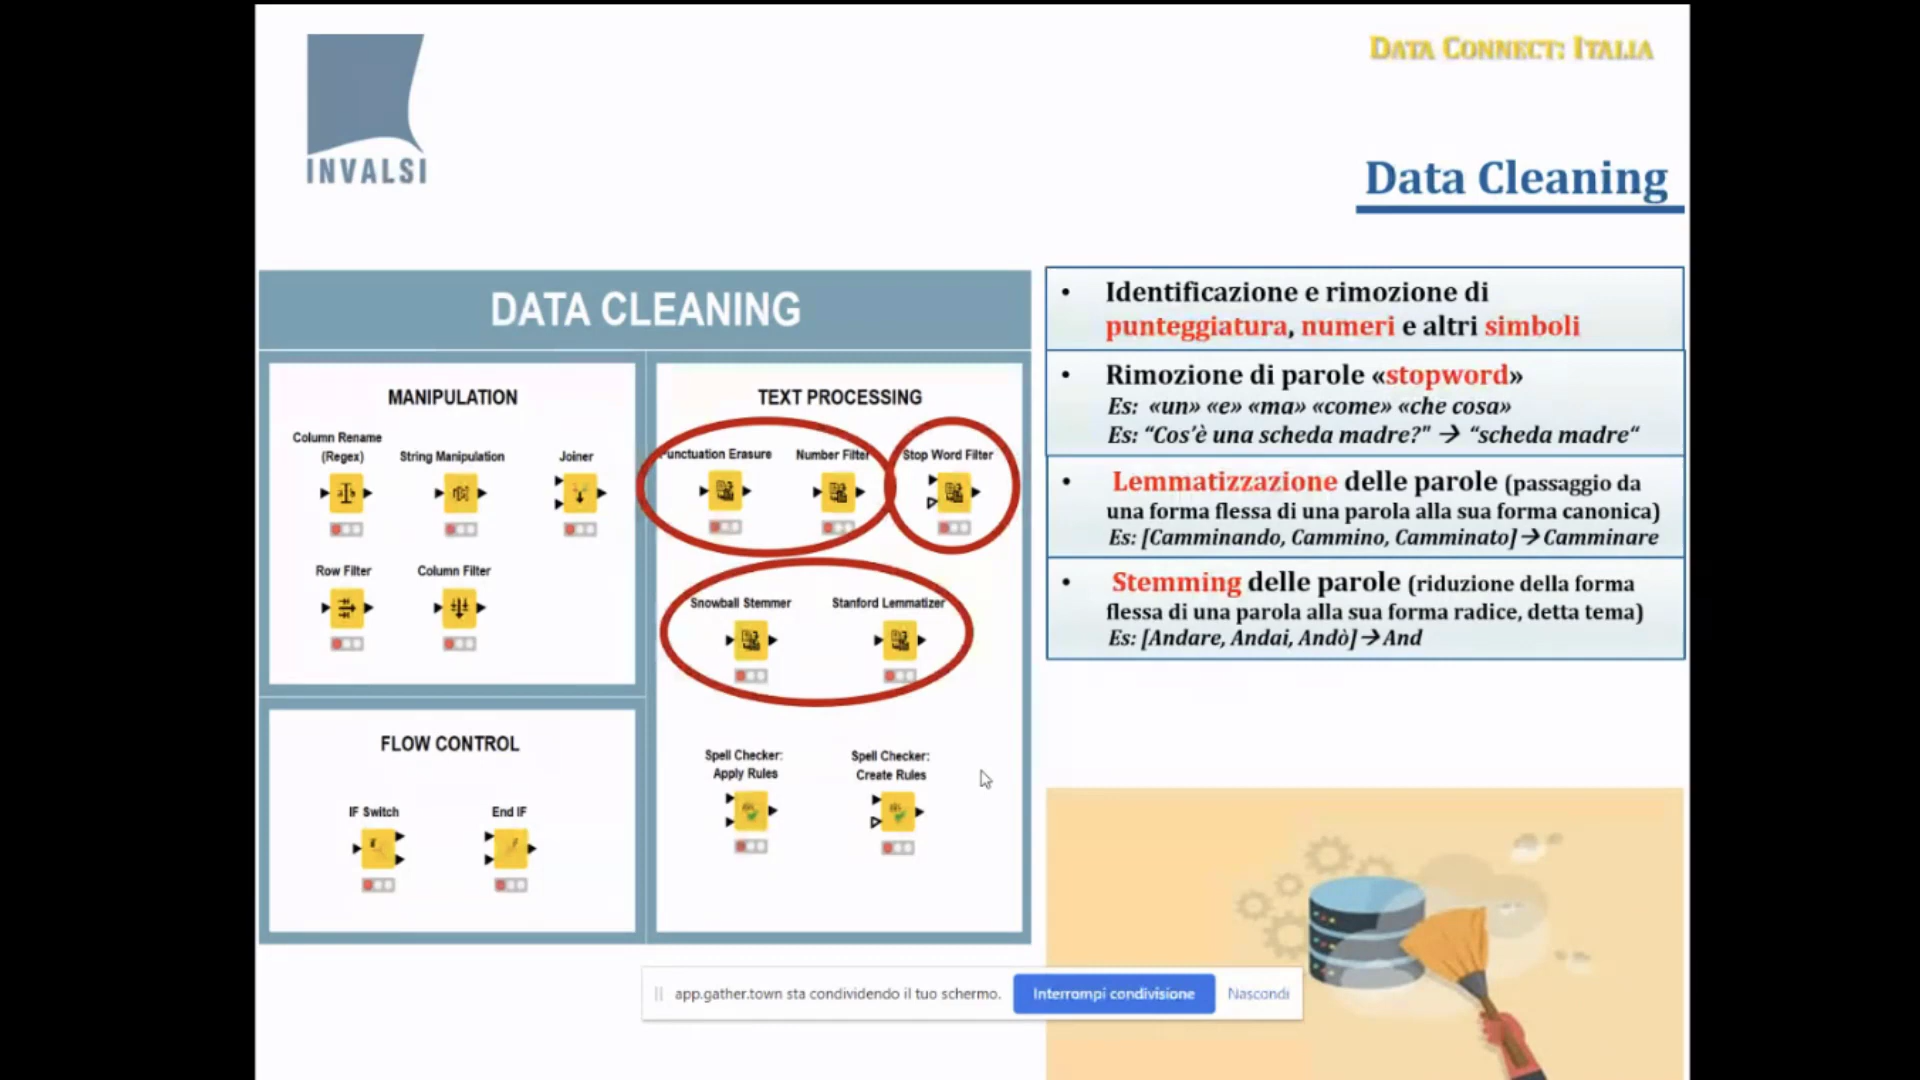 INVALSI
DATA CONNECT: ITALIA
Data Cleaning
DATA CLEANING
MANIPULATION
Column Rename
(Regex)
String Manipulation
Joiner
Row Filter
Column Filter
FLOW CONTROL
IF Switch
End IF
TEXT PROCESSING
Punctuation Erasure
Number Filter
Stop Word Filter
Snowball Stemmer
Stanford Lemmatizer
Spell Checker:
Apply Rules
Spell Checker:
Create Rules
• Identificazione e rimozione di
punteggiatura, numeri e altri simboli
• Rimozione di parole «stopword»
Es: «un» «e» «ma» «come» «che cosa»
Es: “Cos’è una scheda madre?” → “scheda madre“
• Lemmatizzazione delle parole (passaggio da
una forma flessa di una parola alla sua forma canonica)
Es: [Camminando, Cammino, Camminato]→Camminare
• Stemming delle parole (riduzione della forma
flessa di una parola alla sua forma radice, detta tema)
Es: [Andare, Andai, Andò]→And
app.gather.town sta condividendo il tuo schermo.
Interrompi condivisione
Nascondi